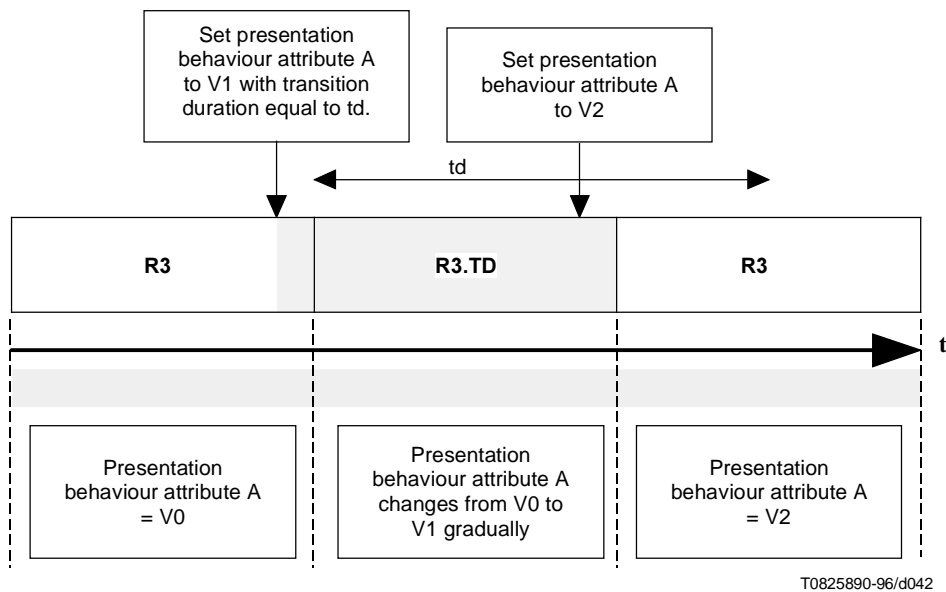 Set presentation
behaviour attribute A
to V1 with transition
duration equal to td.
Set presentation
behaviour attribute A
to V2
td
R3
R3.TD
R3
t
Presentation
behaviour attribute A
= V0
Presentation
behaviour attribute A
changes from V0 to
V1 gradually
Presentation
behaviour attribute A
= V2
T0825890-96/d042